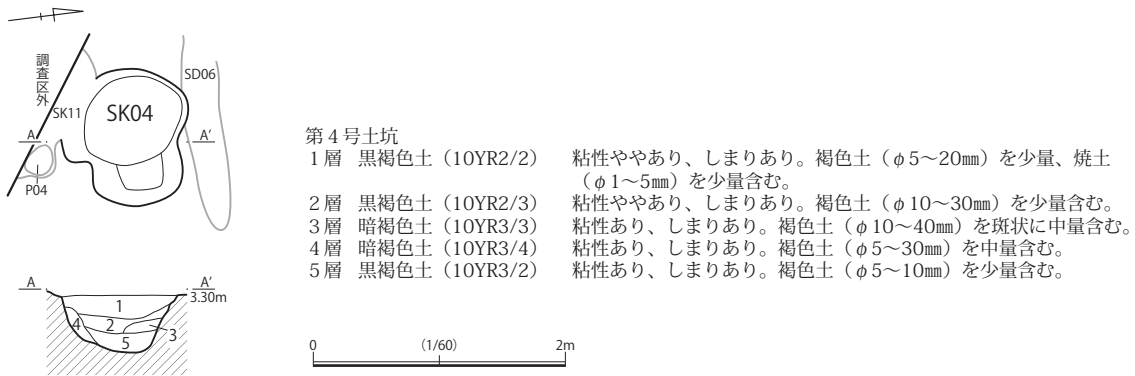 調査区外
SD06
SK11
SK04
A
A'
P04
第4号土坑
1層 黒褐色土(10YR2/2) 粘性ややあり、しまりあり。褐色土(φ5～20㎜)を少量、焼土
(φ1～5㎜)を少量含む。
2層 黒褐色土(10YR2/3) 粘性ややあり、しまりあり。褐色土(φ10～30㎜)を少量含む。
3層 暗褐色土(10YR3/3) 粘性あり、しまりあり。褐色土(φ10～40㎜)を斑状に中量含む。
4層 暗褐色土(10YR3/4) 粘性あり、しまりあり。褐色土(φ5～30㎜)を中量含む。
5層 黒褐色土(10YR3/2) 粘性あり、しまりあり。褐色土(φ5～10㎜)を少量含む。
A
A'
3.30m
1
2
3
4
5
0 (1/60) 2m